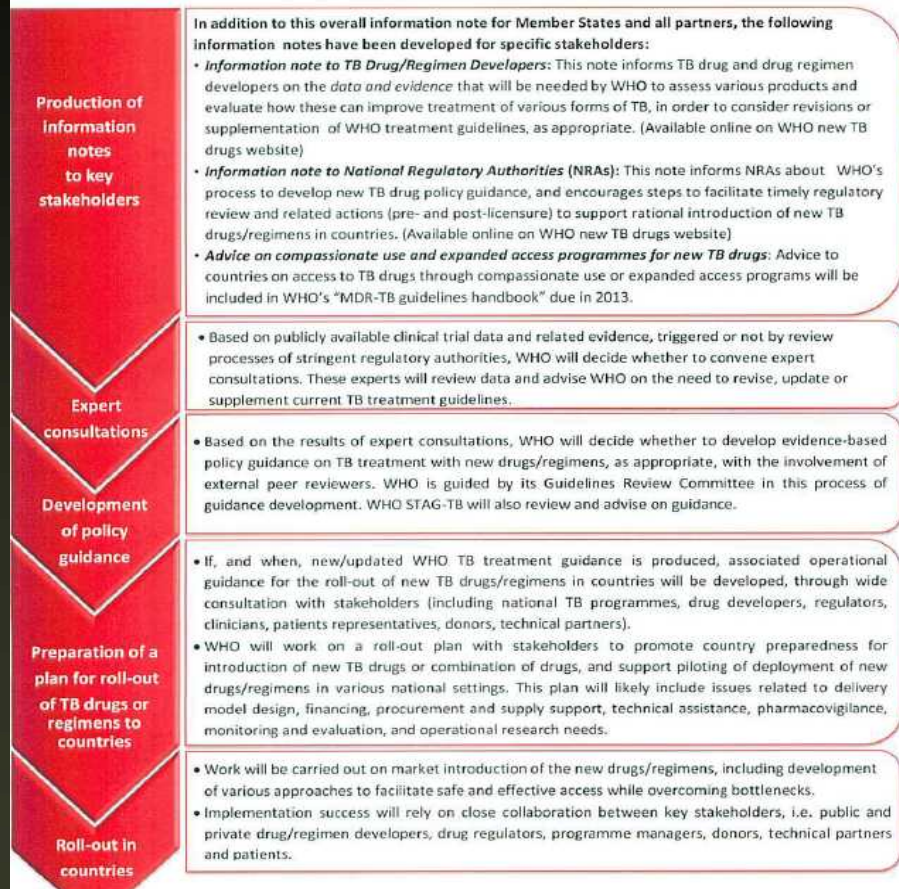 Production of
information
notes
to key
stakeholders
In addition to this overall information note for Member States and all partners, the following
information notes have been developed for specific stakeholders:
• Information note to TB Drug/Regimen Developers: This note informs TB drug and drug regimen
developers on the data and evidence that will be needed by WHO to assess various products and
evaluate how these can improve treatment of various forms of TB, in order to consider revisions or
supplementation of WHO treatment guidelines, as appropriate. (Available online on WHO new TB
drugs website)
• Information note to National Regulatory Authorities (NRAs): This note informs NRAs about WHO's
process to develop new TB drug policy guidance, and encourages steps to facilitate timely regulatory
review and related actions (pre- and post-licensure) to support rational introduction of new TB
drugs/regimens in countries. (Available online on WHO new TB drugs website)
• Advice on compassionate use and expanded access programmes for new TB drugs: Advice to
countries on access to TB drugs through compassionate use or expanded access programs will be
included in WHO's "MDR-TB guidelines handbook" due in 2013.
Expert
consultations
• Based on publicly available clinical trial data and related evidence, triggered or not by review
processes of stringent regulatory authorities, WHO will decide whether to convene expert
consultations. These experts will review data and advise WHO on the need to revise, update or
supplement current TB treatment guidelines.
Development
of policy
guidance
• Based on the results of expert consultations, WHO will decide whether to develop evidence-based
policy guidance on TB treatment with new drugs/regimens, as appropriate, with the involvement of
external peer reviewers. WHO is guided by its Guidelines Review Committee in this process of
guidance development. WHO STAG-TB will also review and advise on guidance.
Preparation of a
plan for roll-out
of TB drugs or
regimens to
countries
• If, and when, new/updated WHO TB treatment guidance is produced, associated operational
guidance for the roll-out of new TB drugs/regimens in countries will be developed, through wide
consultation with stakeholders (including national TB programmes, drug developers, regulators,
clinicians, patients representatives, donors, technical partners).
• WHO will work on a roll-out plan with stakeholders to promote country preparedness for
introduction of new TB drugs or combination of drugs, and support piloting of deployment of new
drugs/regimens in various national settings. This plan will likely include issues related to delivery
model design, financing, procurement and supply support, technical assistance, pharmacovigilance,
monitoring and evaluation, and operational research needs.
Roll-out in
countries
• Work will be carried out on market introduction of the new drugs/regimens, including development
of various approaches to facilitate safe and effective access while overcoming bottlenecks.
• Implementation success will rely on close collaboration between key stakeholders, i.e. public and
private drug/regimen developers, drug regulators, programme managers, donors, technical partners
and patients.